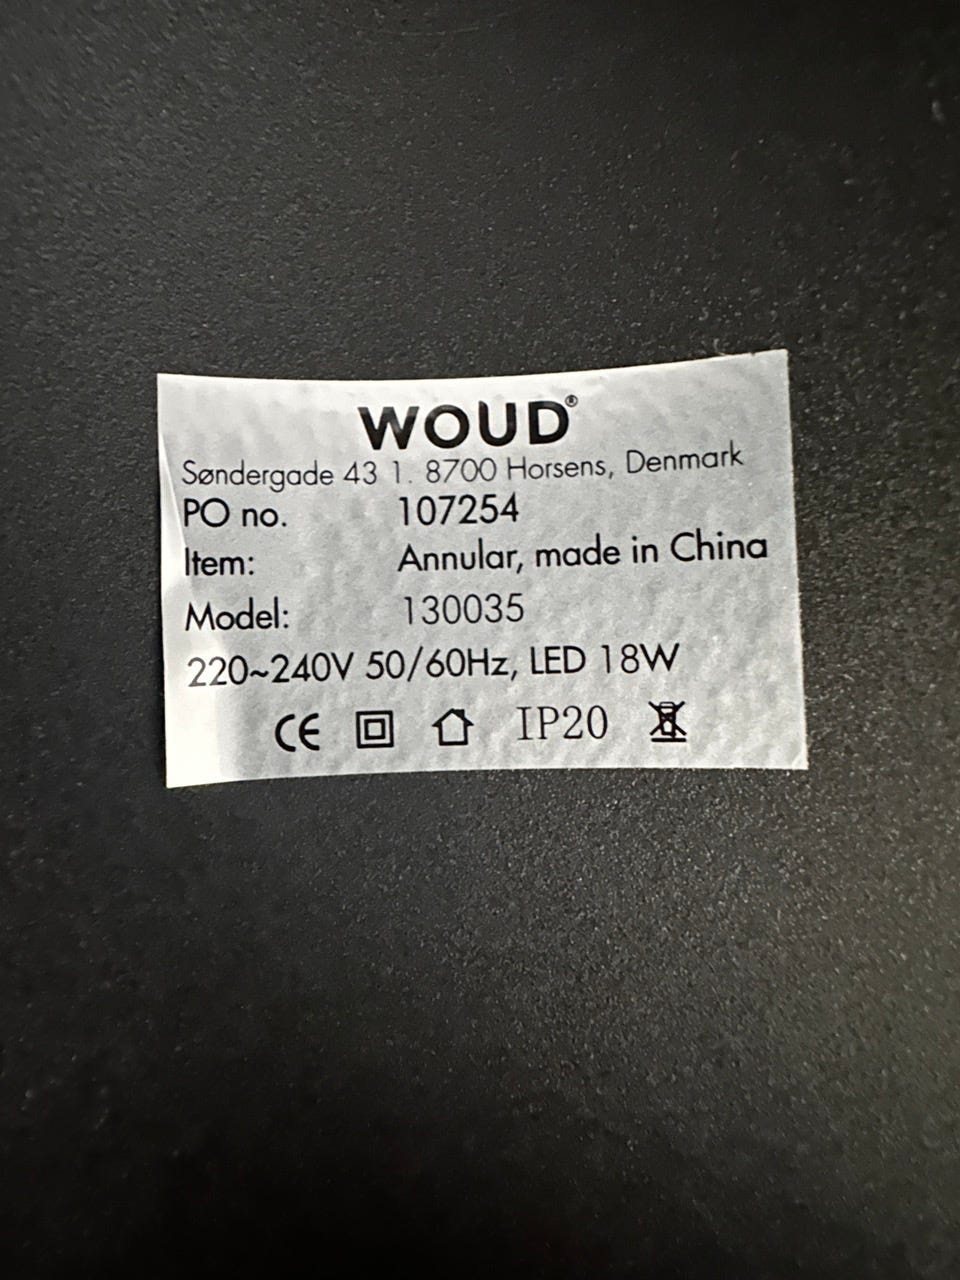 WOUD®
Søndergade 43 1. 8700 Horsens, Denmark
PO no. 107254
Item: Annular, made in China
Model: 130035
220~240V 50/60Hz, LED 18W
CE IP20